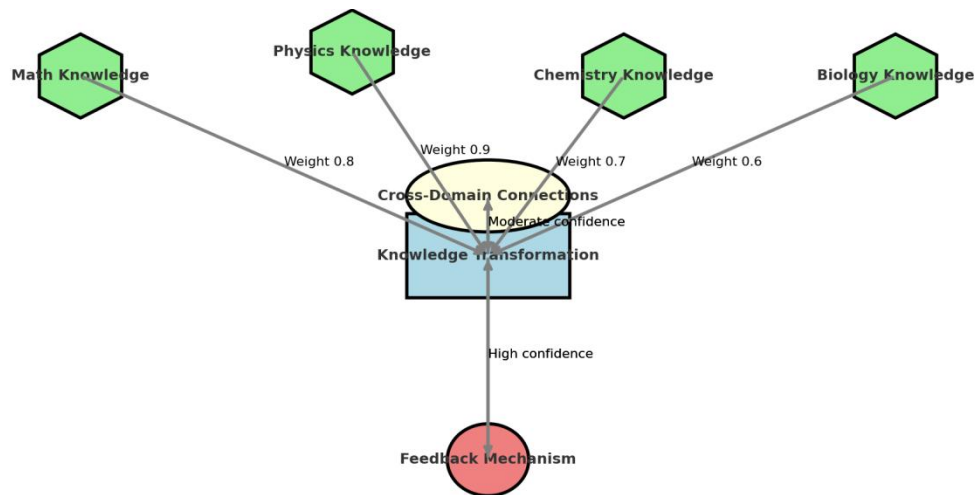 Physics Knowledge
Math Knowledge
Chemistry Knowledge
Biology Knowledge
Weight 0.8
Weight 0.9
Weight 0.7
Weight 0.6
Cross-Domain Connections
Moderate confidence
Knowledge Transformation
High confidence
Feedback Mechanism